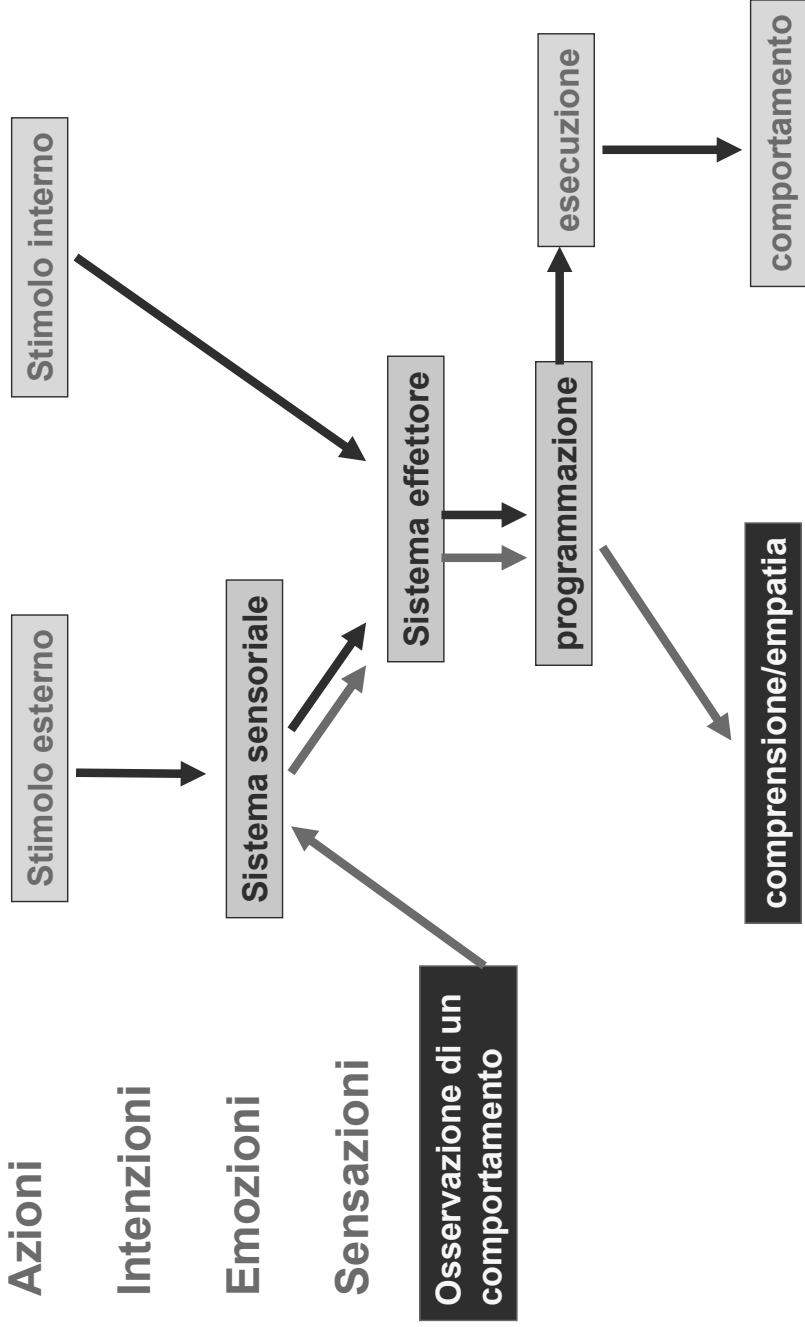 Azioni
Intenzioni
Emozioni
Sensazioni
Osservazione di un
comportamento
Stimolo esterno
Stimolo interno
Sistema sensoriale
Sistema effettore
programmazione
esecuzione
comprensione/empatia
comportamento